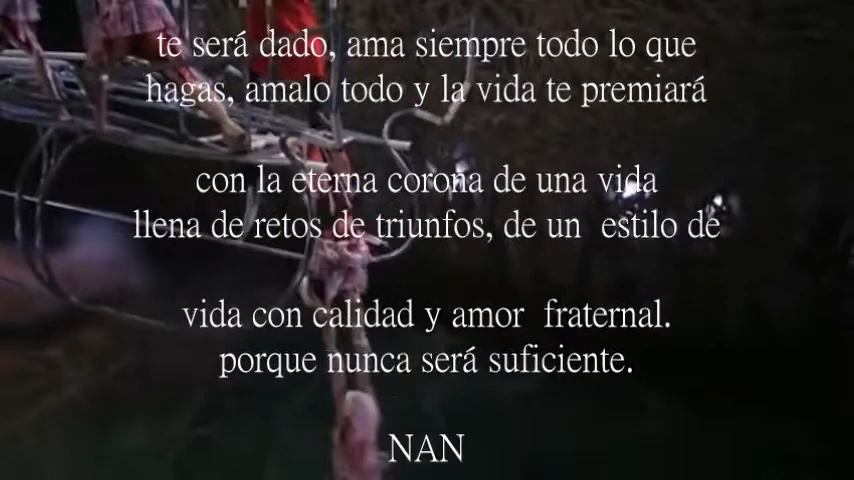 te será dado, ama siempre todo lo que
hagas, amalo todo y la vida te premiará
con la eterna corona de una vida
llena de retos de triunfos, de un estilo de
vida con calidad y amor fraternal.
porque nunca será suficiente.
NAN